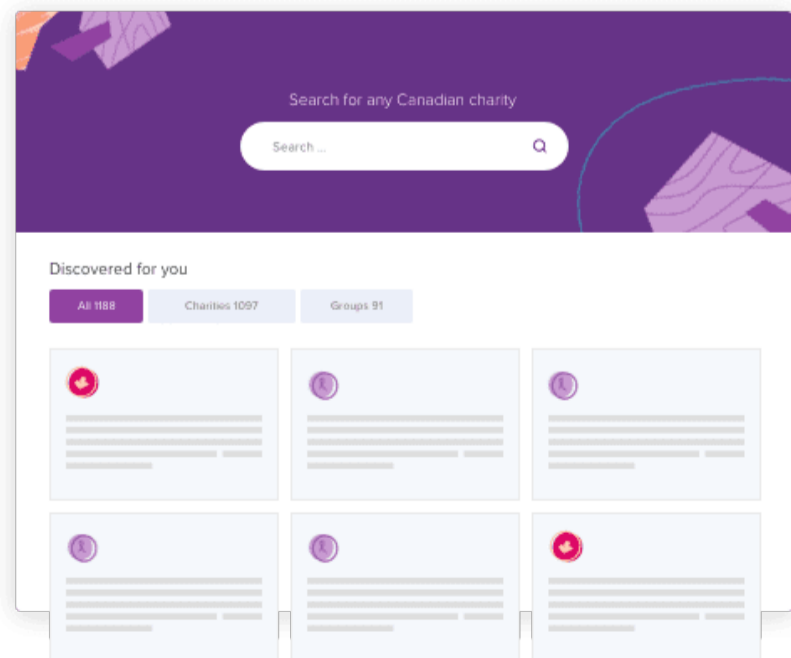 Search for any Canadian charity
Search ...
Discovered for you
All 1188
Charities 1097
Groups 91